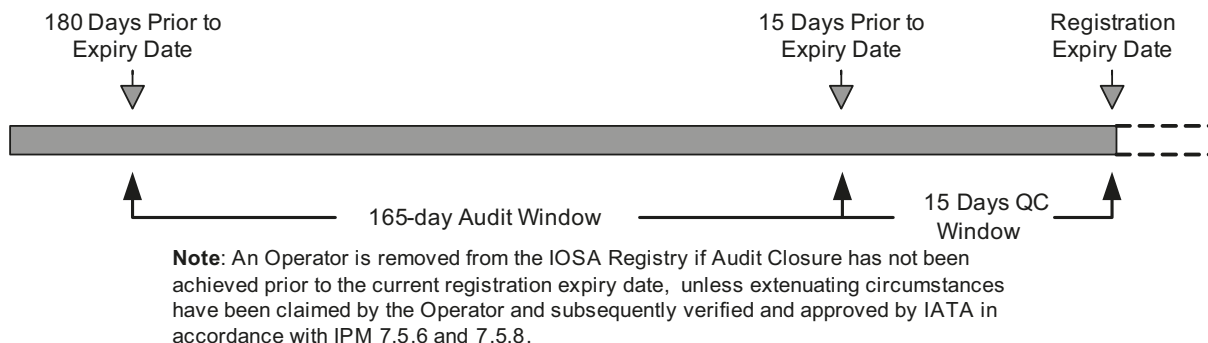 180 Days Prior to
Expiry Date
15 Days Prior to
Expiry Date
Registration
Expiry Date
165-day Audit Window
15 Days QC
Window
Note: An Operator is removed from the IOSA Registry if Audit Closure has not been
achieved prior to the current registration expiry date, unless extenuating circumstances
have been claimed by the Operator and subsequently verified and approved by IATA in
accordance with IPM 7.5.6 and 7.5.8.